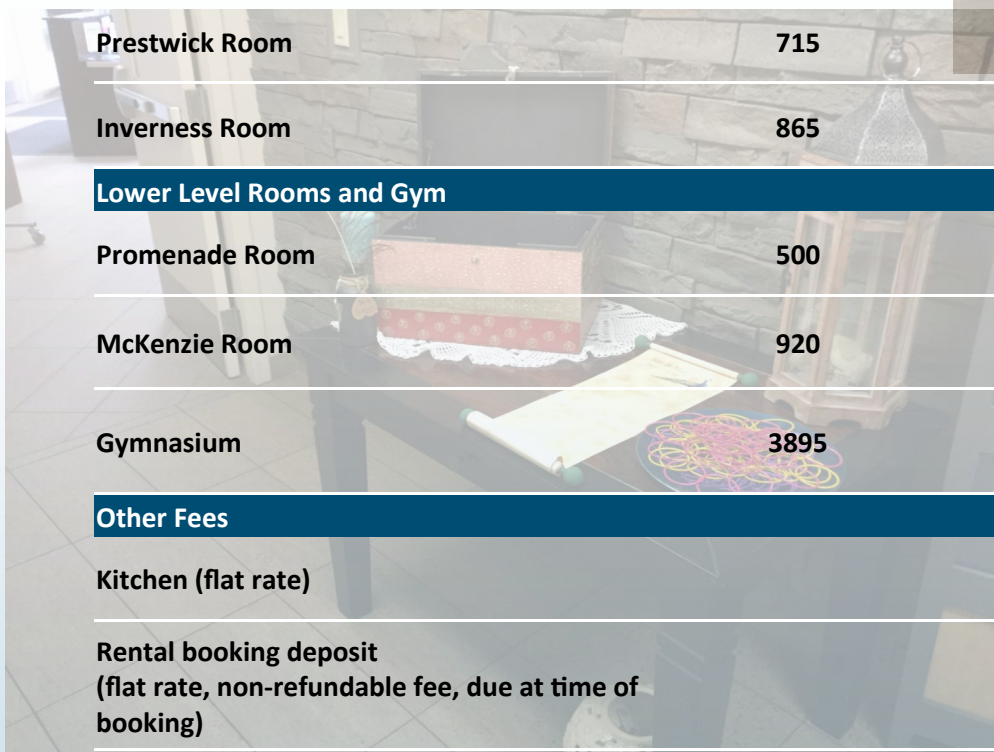 Prestwick Room 715
Inverness Room 865
Lower Level Rooms and Gym
Promenade Room 500
McKenzie Room 920
Gymnasium 3895
Other Fees
Kitchen (flat rate)
Rental booking deposit
(flat rate, non-refundable fee, due at time of
booking)